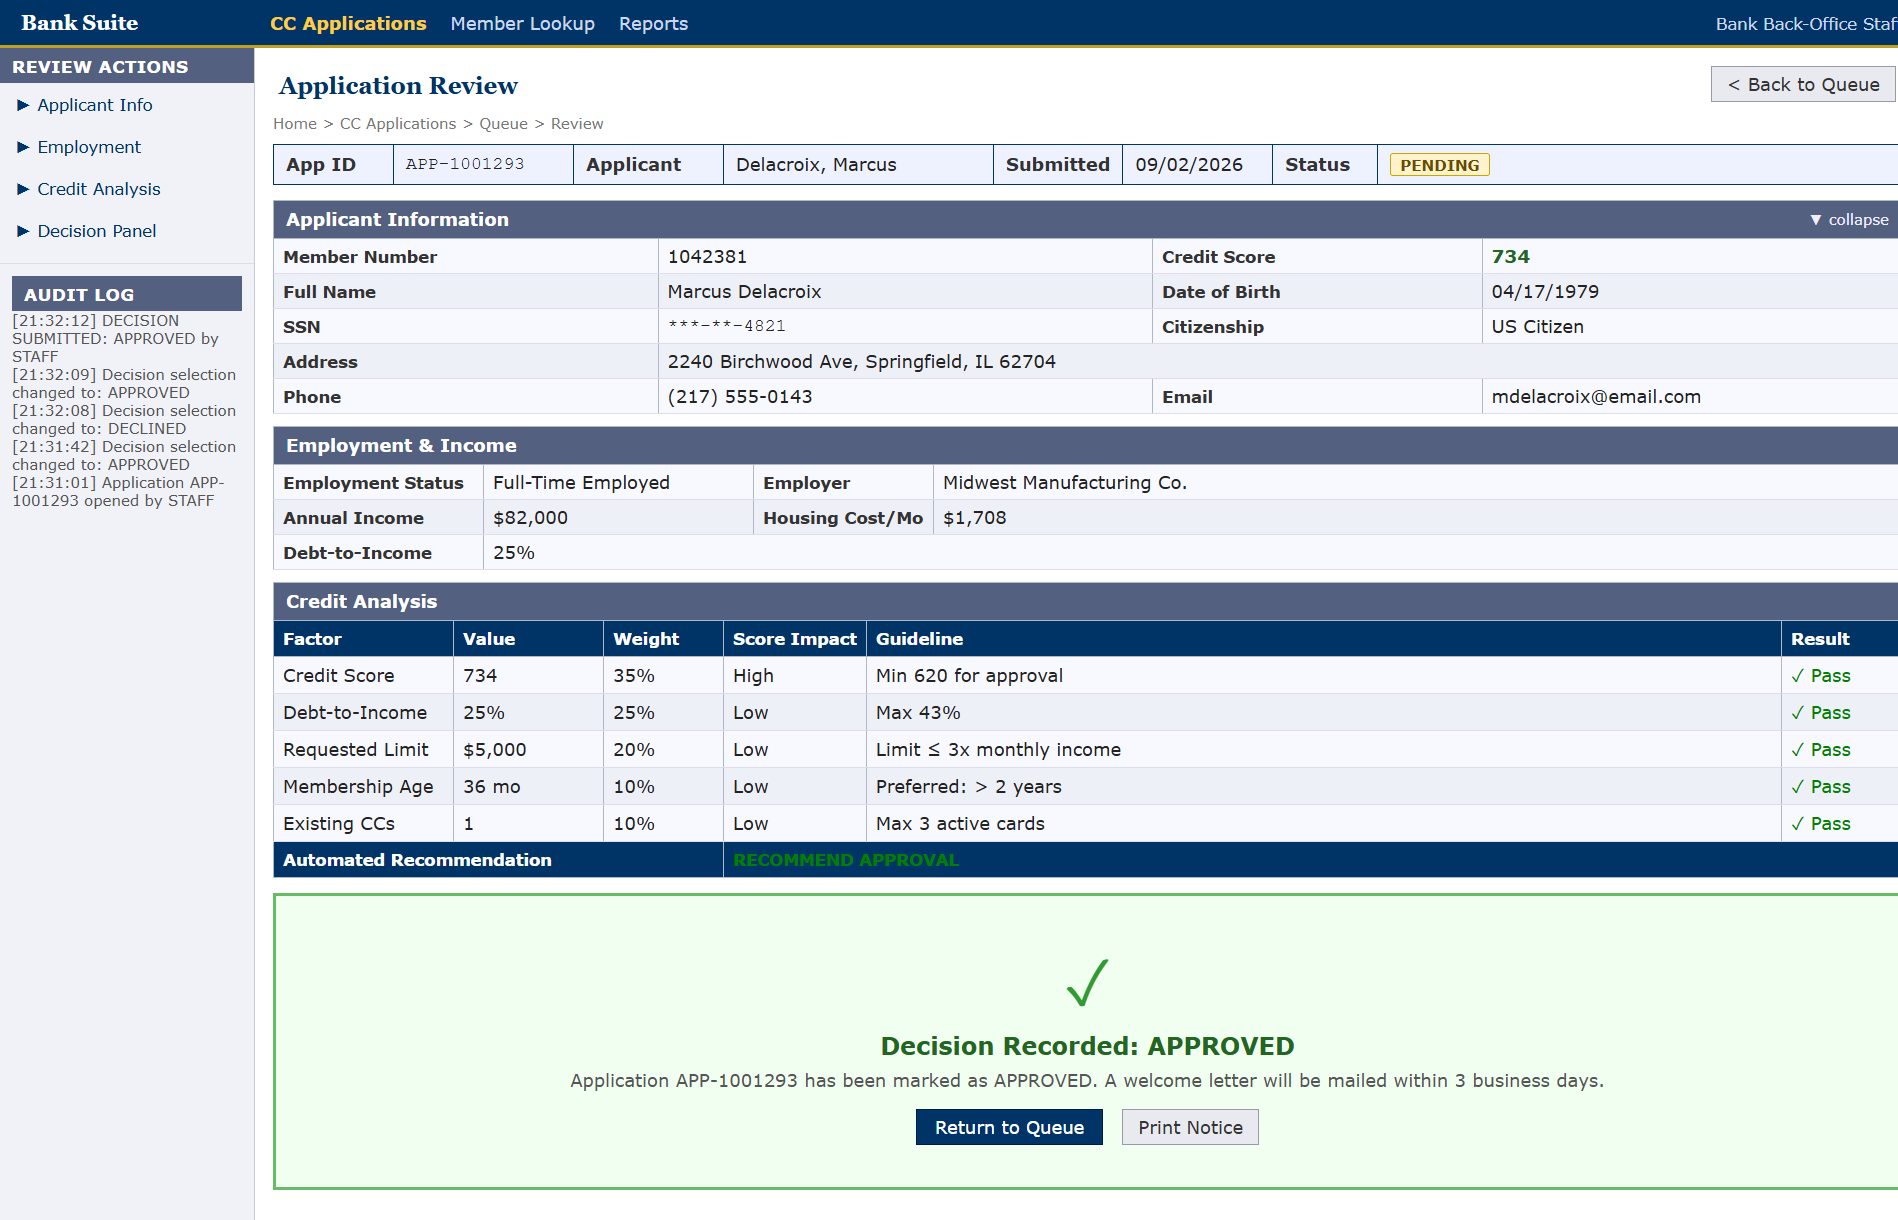 Bank Suite
CC Applications Member Lookup Reports
Bank Back-Office Staf
REVIEW ACTIONS
► Applicant Info
► Employment
► Credit Analysis
► Decision Panel
AUDIT LOG
[21:32:12] DECISION
SUBMITTED: APPROVED by
STAFF
[21:32:09] Decision selection
changed to: APPROVED
[21:32:08] Decision selection
changed to: DECLINED
[21:31:42] Decision selection
changed to: APPROVED
[21:31:01] Application APP-
1001293 opened by STAFF
Application Review
< Back to Queue
Home > CC Applications > Queue > Review
App ID APP-1001293 Applicant Delacroix, Marcus Submitted 09/02/2026 Status PENDING
Applicant Information ▼ collapse
Member Number 1042381 Credit Score 734
Full Name Marcus Delacroix Date of Birth 04/17/1979
SSN ***-**-4821 Citizenship US Citizen
Address 2240 Birchwood Ave, Springfield, IL 62704
Phone (217) 555-0143 Email mdelacroix@email.com
Employment & Income
Employment Status Full-Time Employed Employer Midwest Manufacturing Co.
Annual Income $82,000 Housing Cost/Mo $1,708
Debt-to-Income 25%
Credit Analysis
Factor Value Weight Score Impact Guideline Result
Credit Score 734 35% High Min 620 for approval ✓ Pass
Debt-to-Income 25% 25% Low Max 43% ✓ Pass
Requested Limit $5,000 20% Low Limit ≤ 3x monthly income ✓ Pass
Membership Age 36 mo 10% Low Preferred: > 2 years ✓ Pass
Existing CCs 1 10% Low Max 3 active cards ✓ Pass
Automated Recommendation RECOMMEND APPROVAL
✓
Decision Recorded: APPROVED
Application APP-1001293 has been marked as APPROVED. A welcome letter will be mailed within 3 business days.
Return to Queue Print Notice